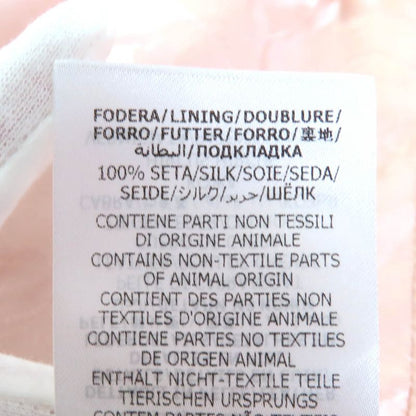 FODERA/LINING/DOUBLURE/
FORRO/FUTTER/FORRO/裏地/
البطانة/ПОДКЛАДКА
100% SETA/SILK/SOIE/SEDA/
SEIDE/シルク/حرير/ШЁЛК
CONTIENE PARTI NON TESSILI
DI ORIGINE ANIMALE
CONTAINS NON-TEXTILE PARTS
OF ANIMAL ORIGIN
CONTIENT DES PARTIES NON
TEXTILES D'ORIGINE ANIMALE
CONTIENE PARTES NO TEXTILES
DE ORIGEN ANIMAL
ENTHÄLT NICHT-TEXTILE TEILE
TIERISCHEN URSPRUNGS